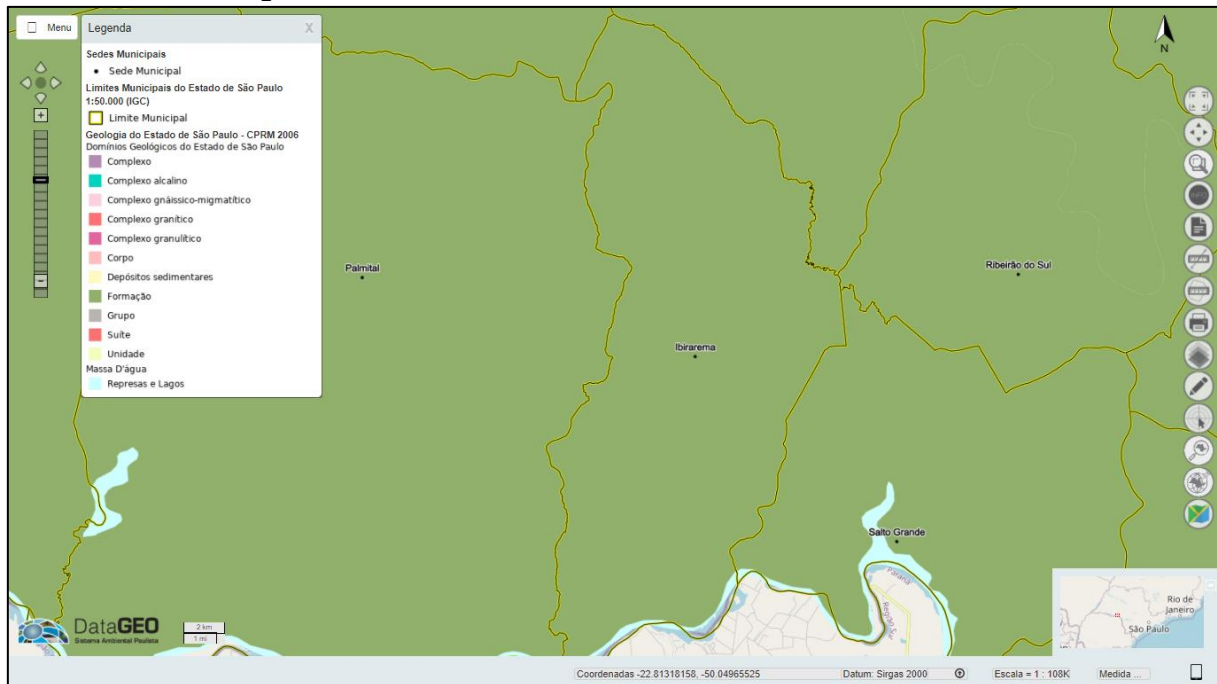 Menu
Legenda X
Sedes Municipais
Sede Municipal
Limites Municipais do Estado de São Paulo
1:50.000 (IGC)
Limite Municipal
Geologia do Estado de São Paulo - CPRM 2006
Domínios Geológicos do Estado de São Paulo
Complexo
Complexo alcalino
Complexo gnáissico-migmatítico
Complexo granítico
Complexo granulítico
Corpo
Depósitos sedimentares
Formação
Grupo
Suíte
Unidade
Massa D'água
Represas e Lagos
N
Palmital
Ribeirão do Sul
Ibirarema
Salto Grande
Paraná
Região Sul
Rio de
Janeiro
São Paulo
DataGEO
Sistema Ambiental Paulista
2 km
1 mi
Coordenadas -22.81318158, -50.04965525 Datum: Sirgas 2000 Escala = 1 : 108K Medida ...